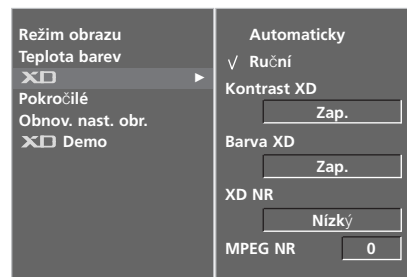 Režim obrazu
Teplota barev
XD
Pokročilé
Obnov. nast. obr.
XD Demo
Automaticky
√ Ruční
Kontrast XD
Zap.
Barva XD
Zap.
XD NR
Nízký
MPEG NR 0